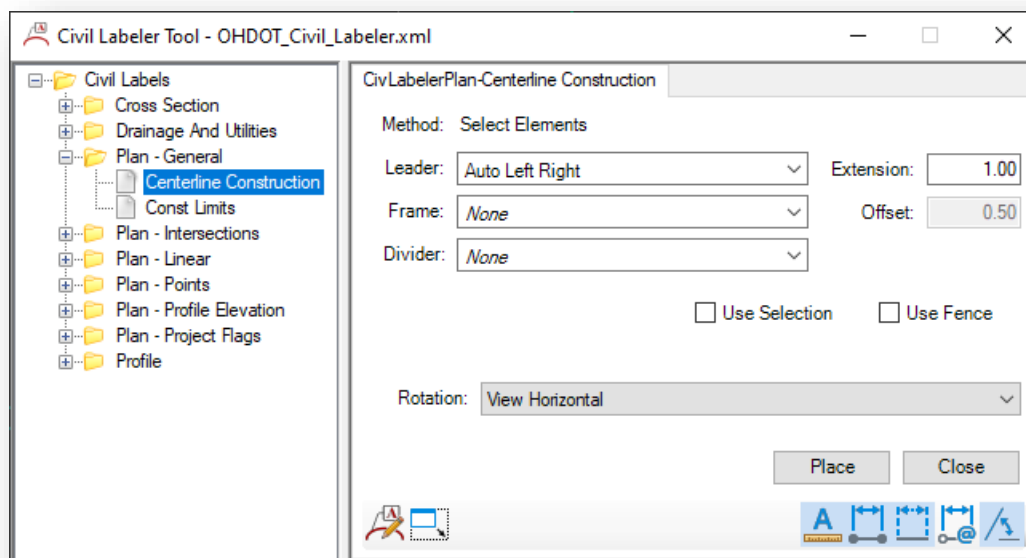 Civil Labeler Tool - OHDOT_Civil_Labeler.xml
Civil Labels
Cross Section
Drainage And Utilities
Plan - General
Centerline Construction
Const Limits
Plan - Intersections
Plan - Linear
Plan - Points
Plan - Profile Elevation
Plan - Project Flags
Profile
CivLabelerPlan-Centerline Construction
Method: Select Elements
Leader: Auto Left Right Extension: 1.00
Frame: None Offset: 0.50
Divider: None
Use Selection Use Fence
Rotation: View Horizontal
Place Close
A A @